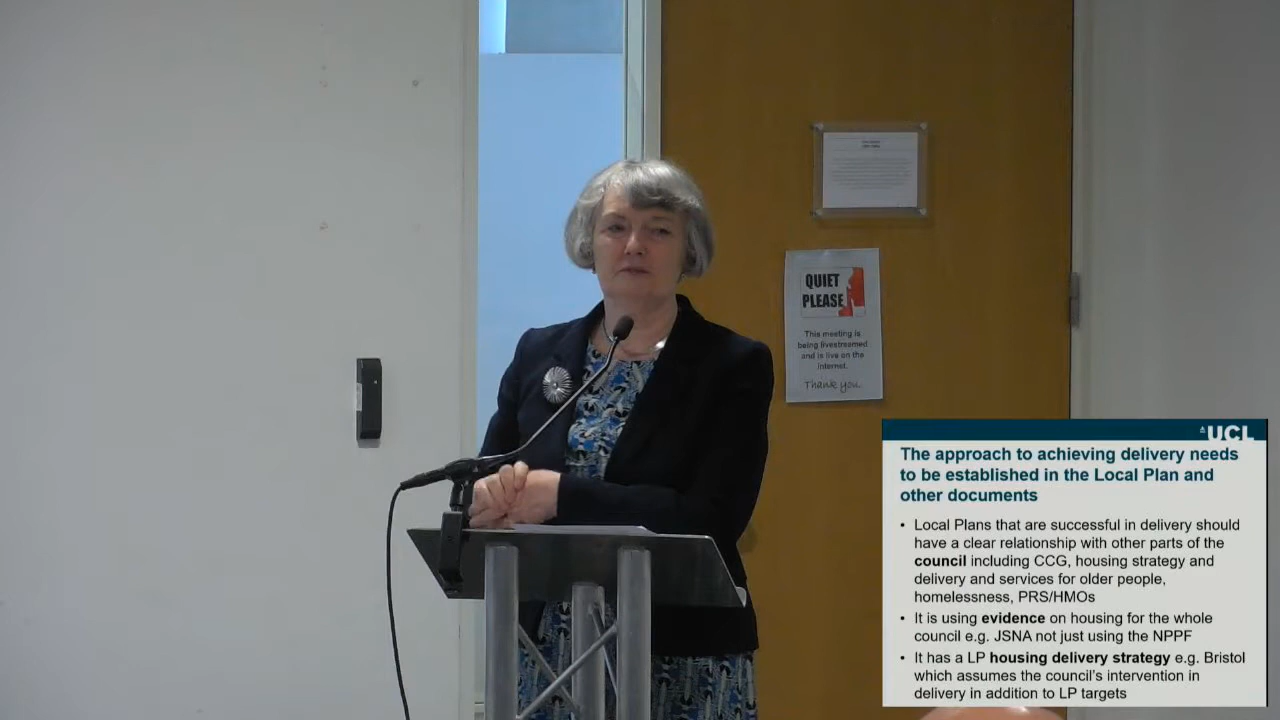 QUIET
PLEASE
This meeting is
being livestreamed
and is live on the
internet.
Thank you.
UCL
The approach to achieving delivery needs
to be established in the Local Plan and
other documents
• Local Plans that are successful in delivery should
have a clear relationship with other parts of the
council including CCG, housing strategy and
delivery and services for older people,
homelessness, PRS/HMOs
• It is using evidence on housing for the whole
council e.g. JSNA not just using the NPPF
• It has a LP housing delivery strategy e.g. Bristol
which assumes the council's intervention in
delivery in addition to LP targets